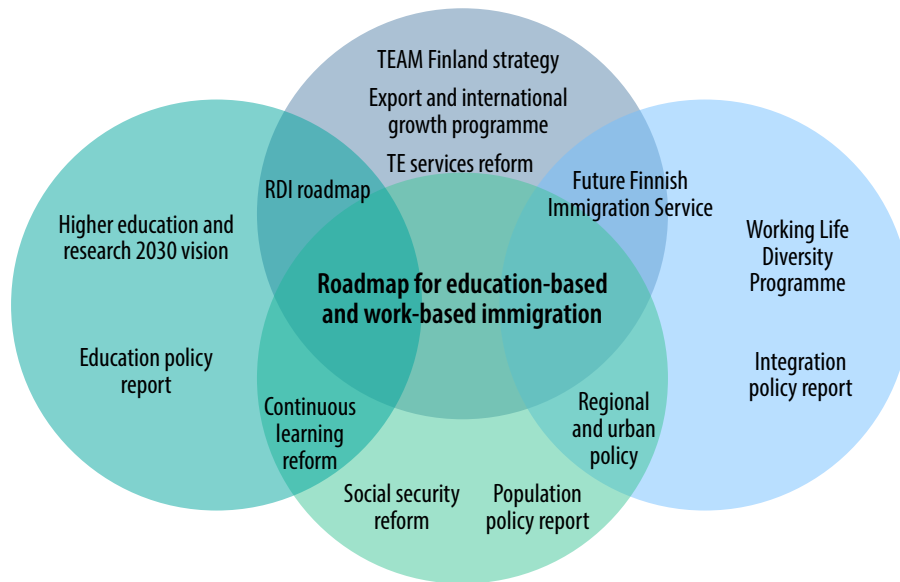 TEAM Finland strategy
Export and international
growth programme
TE services reform
RDI roadmap
Future Finnish
Immigration Service
Higher education and
research 2030 vision
Working Life
Diversity
Programme
Roadmap for education-based
and work-based immigration
Education policy
report
Integration
policy report
Continuous
learning
reform
Regional
and urban
policy
Social security
reform
Population
policy report